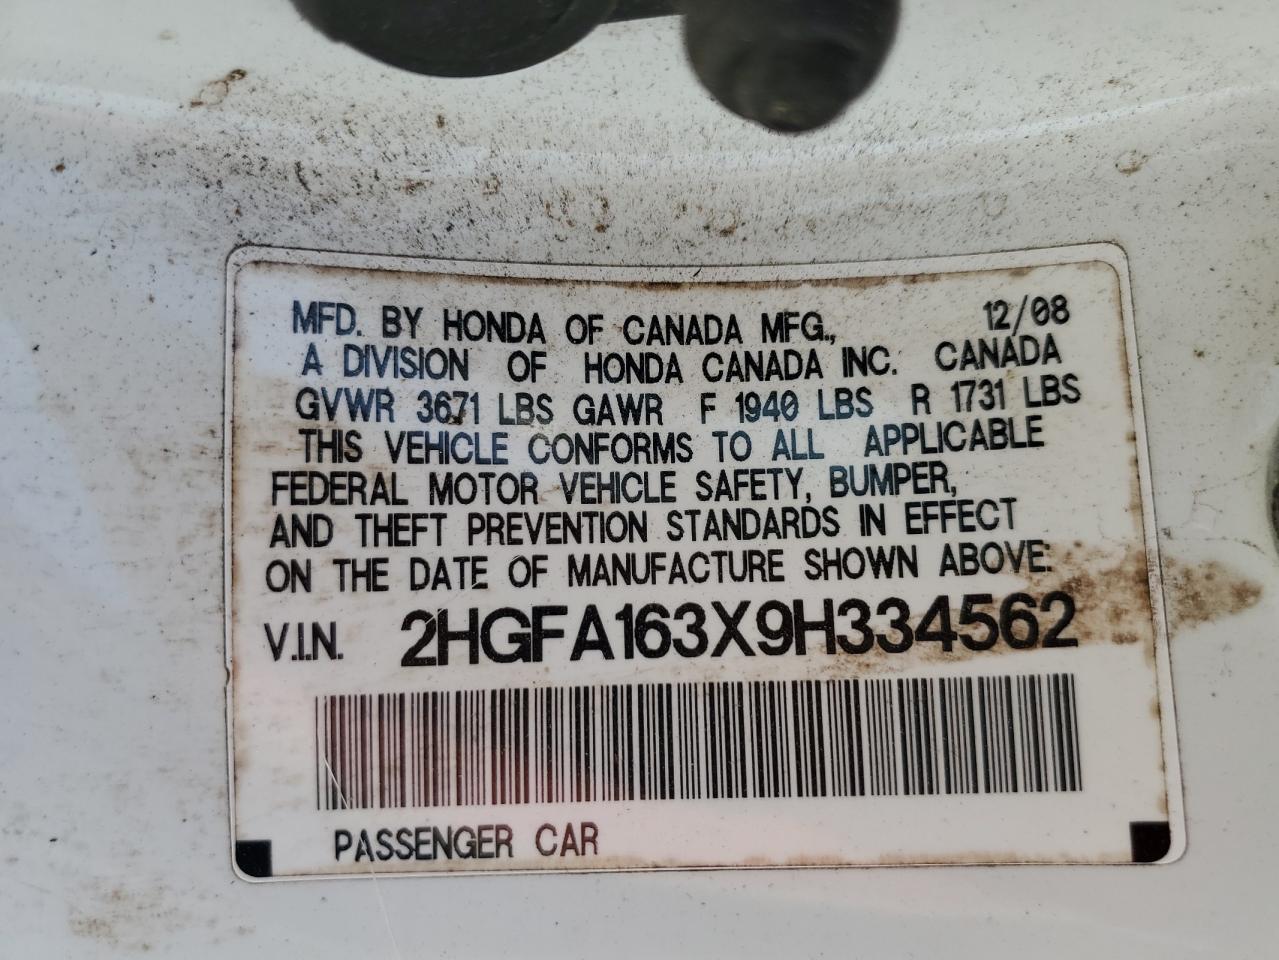 MFD. BY HONDA OF CANADA MFG., 12/08
A DIVISION OF HONDA CANADA INC. CANADA
GVWR 3671 LBS GAWR F 1940 LBS R 1731 LBS
THIS VEHICLE CONFORMS TO ALL APPLICABLE
FEDERAL MOTOR VEHICLE SAFETY, BUMPER,
AND THEFT PREVENTION STANDARDS IN EFFECT
ON THE DATE OF MANUFACTURE SHOWN ABOVE:
V.I.N. 2HGFA163X9H334562
PASSENGER CAR